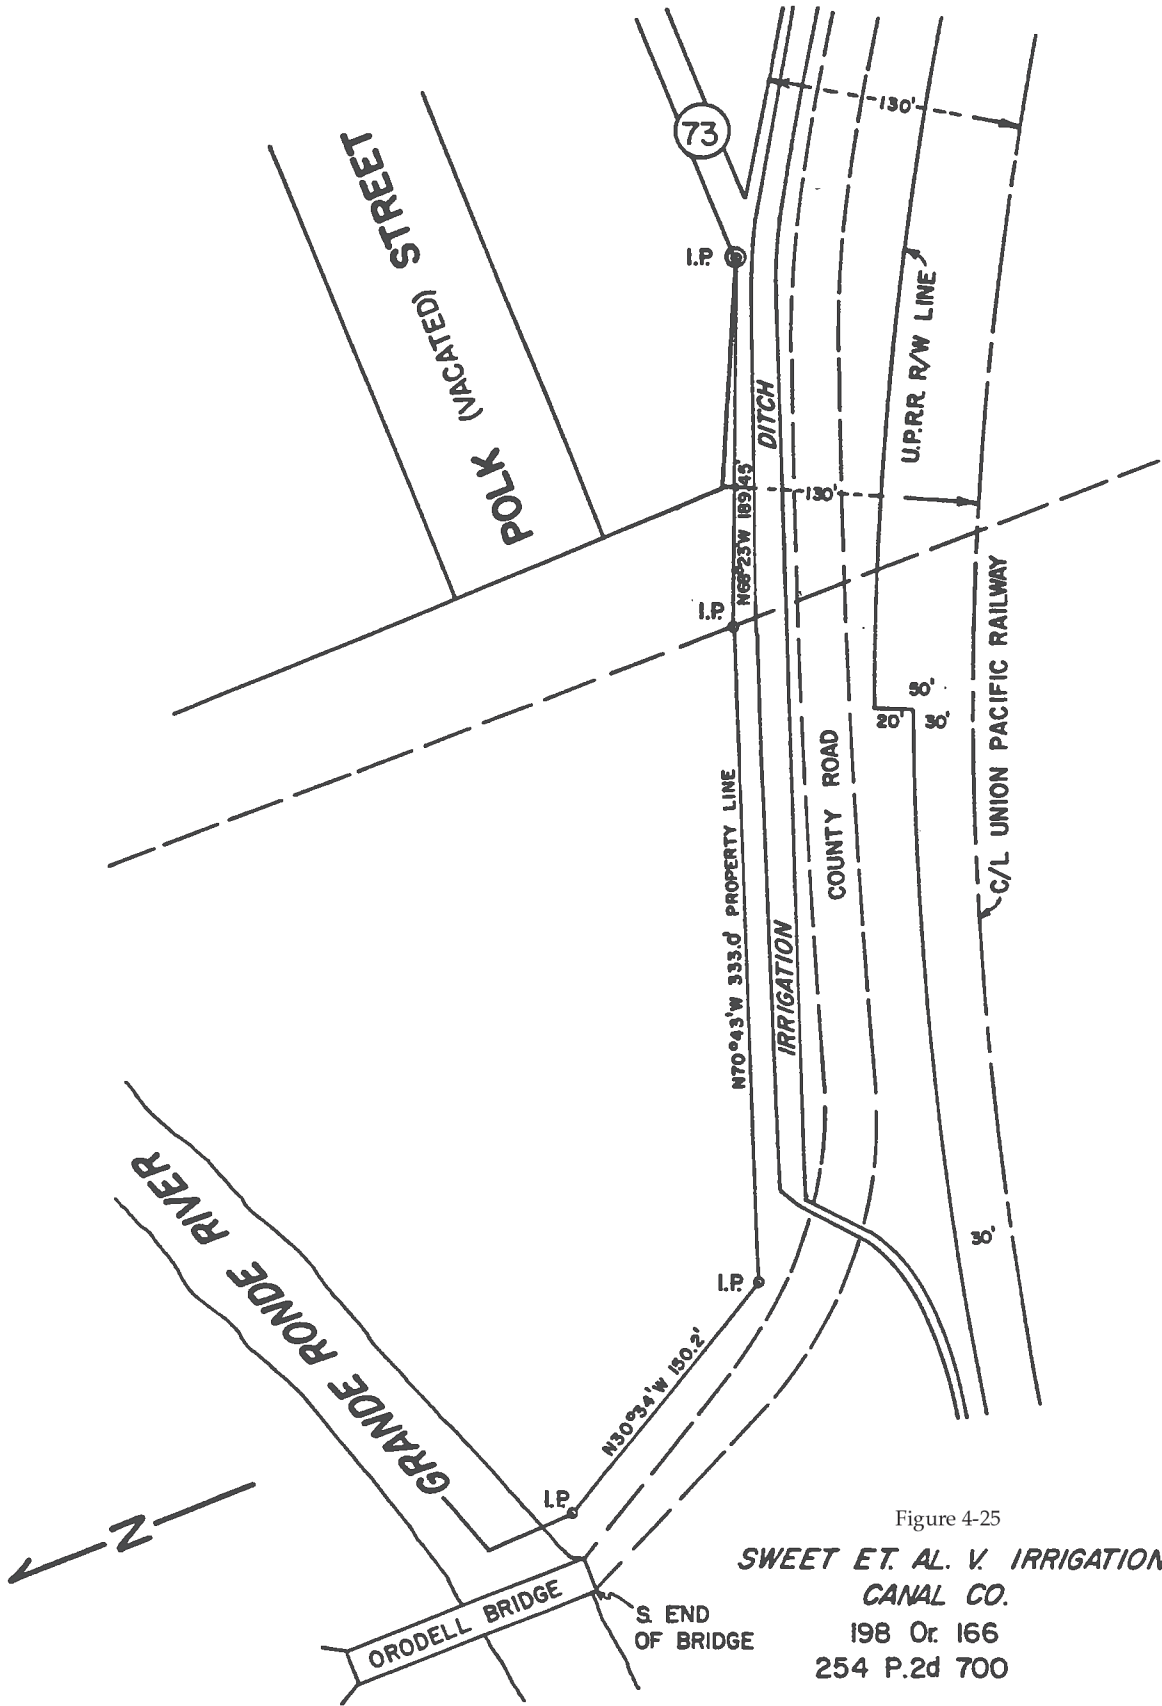 73
130'
POLK (VACATED) STREET
I.P.
DITCH
U.P.R.R. R/W LINE
130'
N68°23'W 189.45'
I.P.
50'
20'
30'
C/L UNION PACIFIC RAILWAY
COUNTY ROAD
N70°43'W 333.0' PROPERTY LINE
IRRIGATION
GRANDE RONDE RIVER
30'
I.P.
N30°34'W 150.2'
I.P.
N
ORODELL BRIDGE
S. END
OF BRIDGE
Figure 4-25
SWEET ET. AL. V. IRRIGATION
CANAL CO.
198 Or. 166
254 P.2d 700